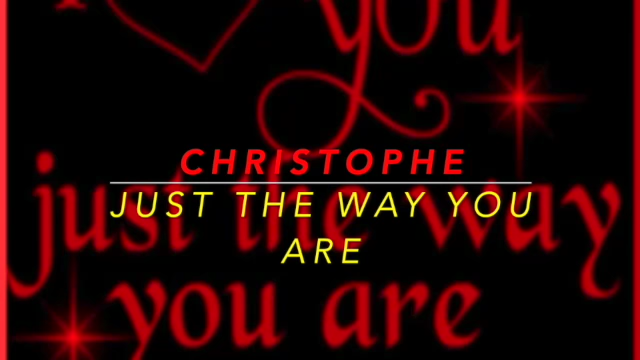 I you
CHRISTOPHE
JUST THE WAY YOU
ARE
just the way
you are